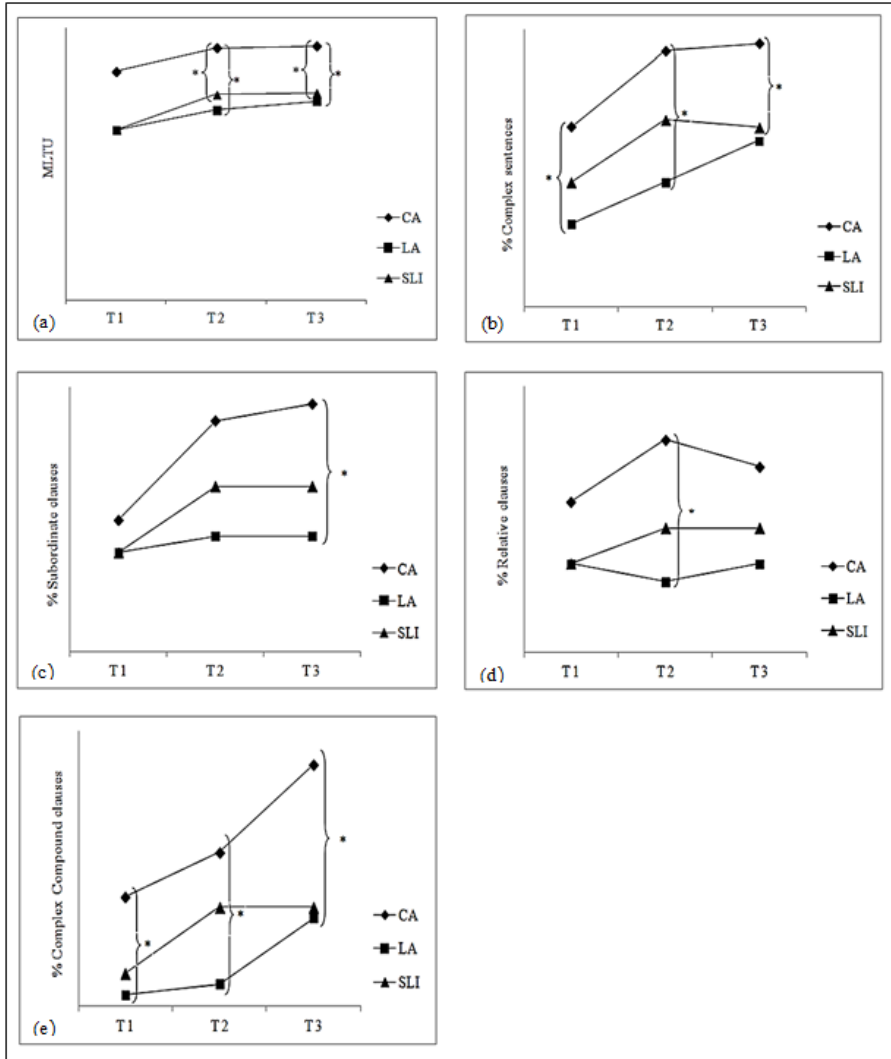 MLTU
*
*
*
*
CA
LA
SLI
T1 T2 T3
(a)
% Complex sentences
*
*
*
CA
LA
SLI
T1 T2 T3
(b)
% Subordinate clauses
*
CA
LA
SLI
T1 T2 T3
(c)
% Relative clauses
*
CA
LA
SLI
T1 T2 T3
(d)
% Complex Compound clauses
*
*
*
CA
LA
SLI
T1 T2 T3
(e)